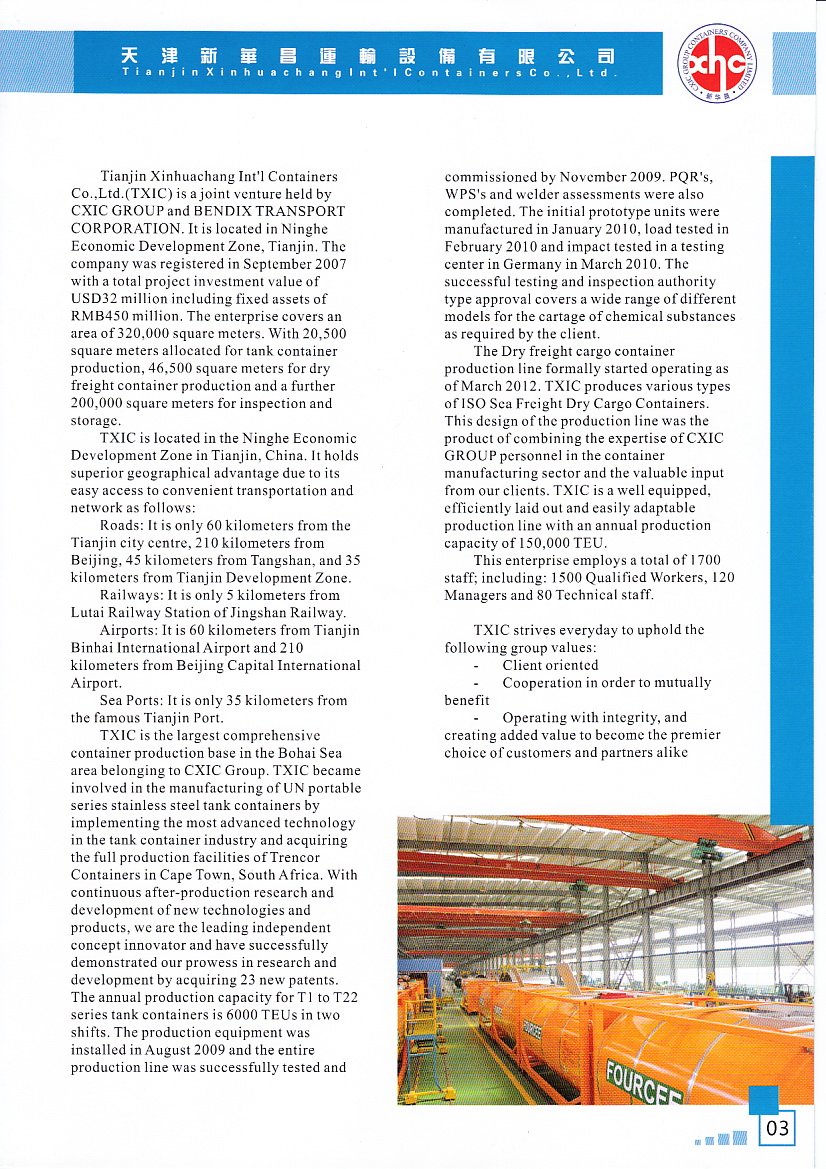 天津新華昌運輸設備有限公司
TianjinXinhuachangInt'lContainersCo.,Ltd.
CXIC GROUP CONTAINERS COMPANY LIMITED
xhc
新华昌
Tianjin Xinhuachang Int'l Containers
Co.,Ltd.(TXIC) is a joint venture held by
CXIC GROUP and BENDIX TRANSPORT
CORPORATION. It is located in Ninghe
Economic Development Zone, Tianjin. The
company was registered in September 2007
with a total project investment value of
USD32 million including fixed assets of
RMB450 million. The enterprise covers an
area of 320,000 square meters. With 20,500
square meters allocated for tank container
production, 46,500 square meters for dry
freight container production and a further
200,000 square meters for inspection and
storage.
TXIC is located in the Ninghe Economic
Development Zone in Tianjin, China. It holds
superior geographical advantage due to its
easy access to convenient transportation and
network as follows:
Roads: It is only 60 kilometers from the
Tianjin city centre, 210 kilometers from
Beijing, 45 kilometers from Tangshan, and 35
kilometers from Tianjin Development Zone.
Railways: It is only 5 kilometers from
Lutai Railway Station of Jingshan Railway.
Airports: It is 60 kilometers from Tianjin
Binhai International Airport and 210
kilometers from Beijing Capital International
Airport.
Sea Ports: It is only 35 kilometers from
the famous Tianjin Port.
TXIC is the largest comprehensive
container production base in the Bohai Sea
area belonging to CXIC Group. TXIC became
involved in the manufacturing of UN portable
series stainless steel tank containers by
implementing the most advanced technology
in the tank container industry and acquiring
the full production facilities of Trencor
Containers in Cape Town, South Africa. With
continuous after-production research and
development of new technologies and
products, we are the leading independent
concept innovator and have successfully
demonstrated our prowess in research and
development by acquiring 23 new patents.
The annual production capacity for T1 to T22
series tank containers is 6000 TEUs in two
shifts. The production equipment was
installed in August 2009 and the entire
production line was successfully tested and
commissioned by November 2009. PQR's,
WPS's and welder assessments were also
completed. The initial prototype units were
manufactured in January 2010, load tested in
February 2010 and impact tested in a testing
center in Germany in March 2010. The
successful testing and inspection authority
type approval covers a wide range of different
models for the cartage of chemical substances
as required by the client.
The Dry freight cargo container
production line formally started operating as
of March 2012. TXIC produces various types
of ISO Sea Freight Dry Cargo Containers.
This design of the production line was the
product of combining the expertise of CXIC
GROUP personnel in the container
manufacturing sector and the valuable input
from our clients. TXIC is a well equipped,
efficiently laid out and easily adaptable
production line with an annual production
capacity of 150,000 TEU.
This enterprise employs a total of 1700
staff; including: 1500 Qualified Workers, 120
Managers and 80 Technical staff.
TXIC strives everyday to uphold the
following group values:
- Client oriented
- Cooperation in order to mutually
benefit
- Operating with integrity, and
creating added value to become the premier
choice of customers and partners alike
FOURCEE
FOURCEE
03